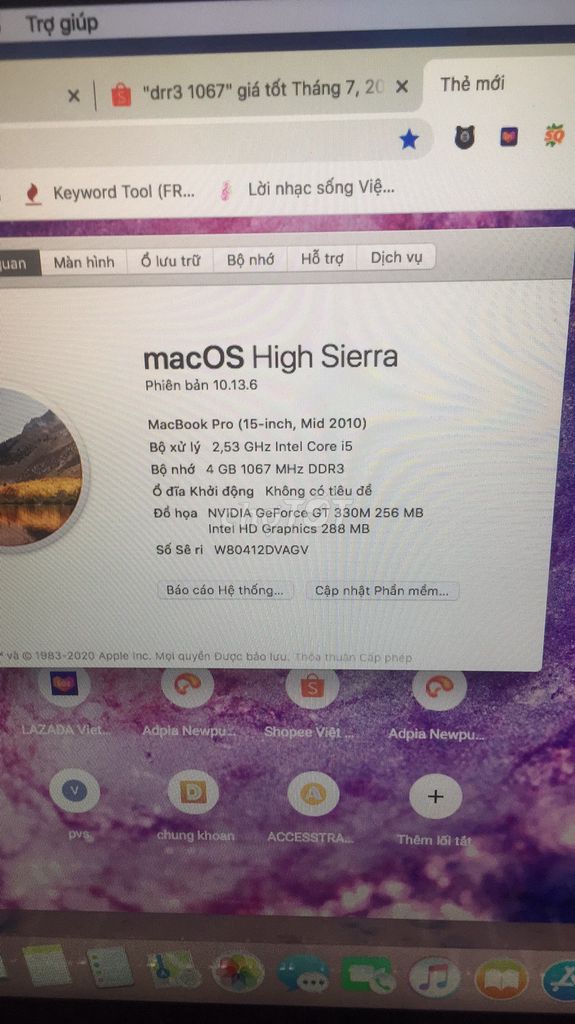 Trợ giúp
"drr3 1067" giá tốt Tháng 7, 20
Thẻ mới
Keyword Tool (FR...
Lời nhạc sống Việ...
quan Màn hình Ổ lưu trữ Bộ nhớ Hỗ trợ Dịch vụ
macOS High Sierra
Phiên bản 10.13.6
MacBook Pro (15-inch, Mid 2010)
Bộ xử lý 2,53 GHz Intel Core i5
Bộ nhớ 4 GB 1067 MHz DDR3
Ổ đĩa Khởi động Không có tiêu đề
Đồ họa NVIDIA GeForce GT 330M 256 MB
Intel HD Graphics 288 MB
Số Sê ri W80412DVAGV
Báo cáo Hệ thống... Cập nhật Phần mềm...
và © 1983-2020 Apple Inc. Mọi quyền Được bảo lưu. Thỏa thuận Cấp phép
LAZADA Viet... Adpia Newpu... Shopee Việt ... Adpia Newpu...
V D A
pvs chung khoan ACCESSTRA... Thêm lối tắt